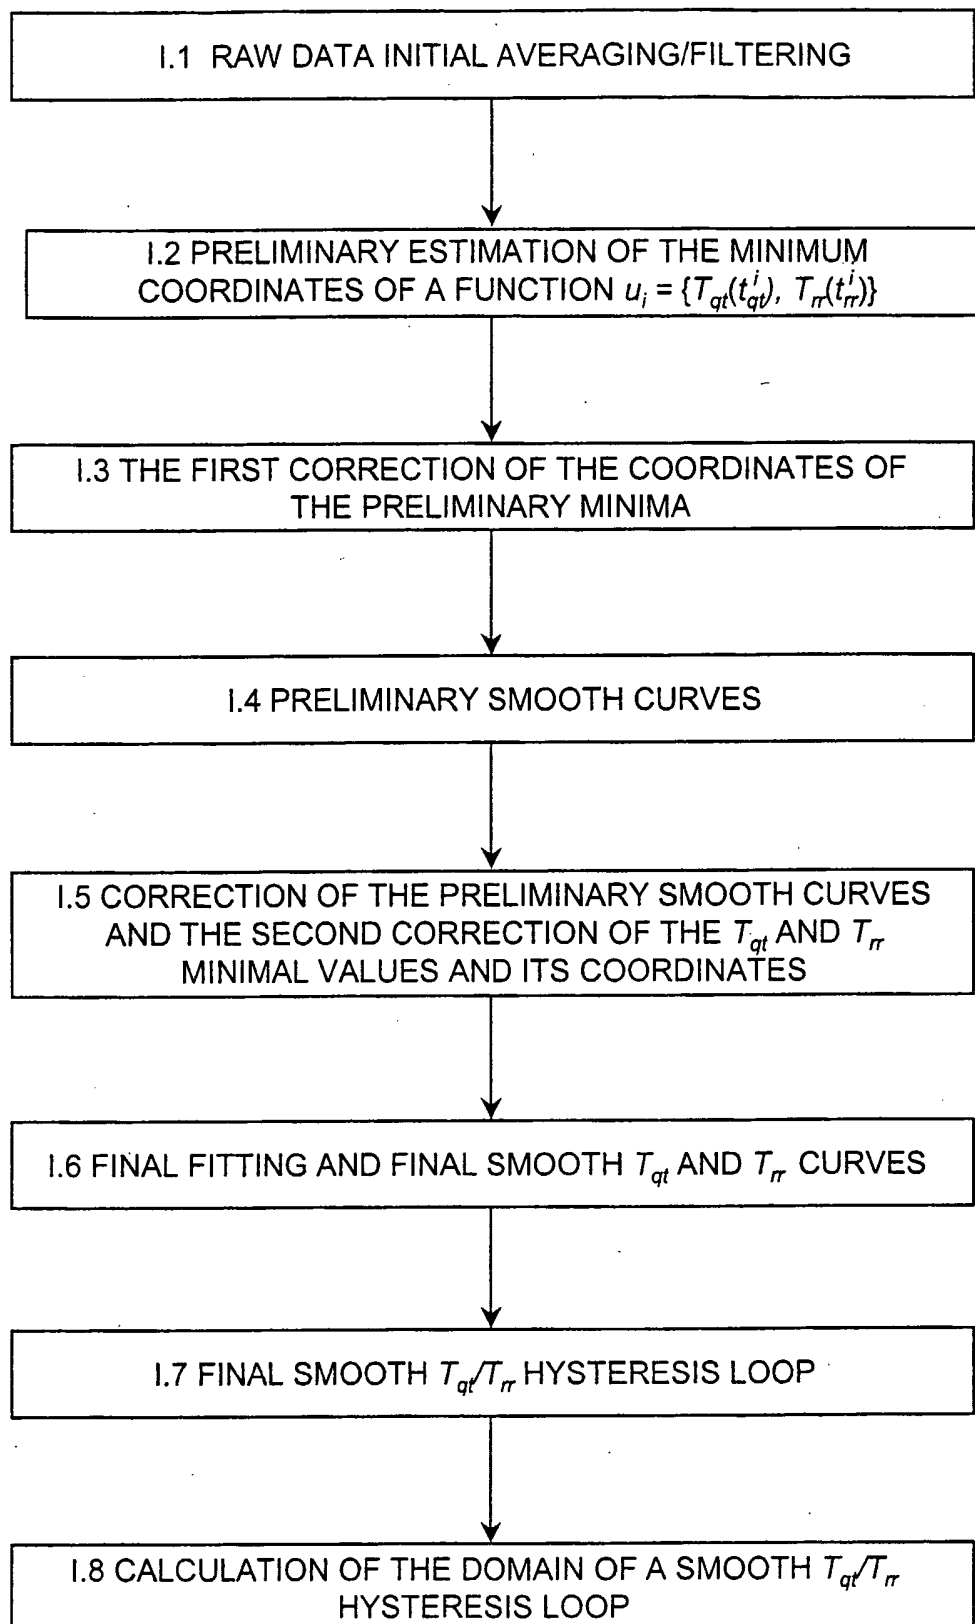 I.1 RAW DATA INITIAL AVERAGING/FILTERING
I.2 PRELIMINARY ESTIMATION OF THE MINIMUM
COORDINATES OF A FUNCTION u_i = {T_qt(t^i_qt), T_rr(t^i_rr)}
I.3 THE FIRST CORRECTION OF THE COORDINATES OF
THE PRELIMINARY MINIMA
I.4 PRELIMINARY SMOOTH CURVES
I.5 CORRECTION OF THE PRELIMINARY SMOOTH CURVES
AND THE SECOND CORRECTION OF THE T_qt AND T_rr
MINIMAL VALUES AND ITS COORDINATES
I.6 FINAL FITTING AND FINAL SMOOTH T_qt AND T_rr CURVES
I.7 FINAL SMOOTH T_qt/T_rr HYSTERESIS LOOP
I.8 CALCULATION OF THE DOMAIN OF A SMOOTH T_qt/T_rr
HYSTERESIS LOOP